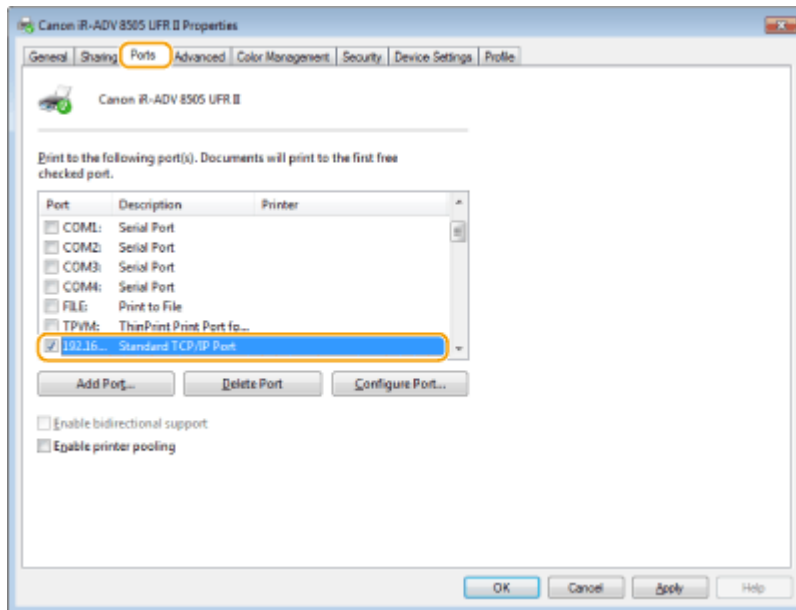 Canon iR-ADV 8505 UFR II Properties
General Sharing Ports Advanced Color Management Security Device Settings Profile
Canon iR-ADV 8505 UFR II
Print to the following port(s). Documents will print to the first free
checked port.
Port Description Printer
COM1: Serial Port
COM2: Serial Port
COM3: Serial Port
COM4: Serial Port
FILE: Print to File
TPVM: ThinPrint Print Port fo...
192.16... Standard TCP/IP Port
Add Port... Delete Port Configure Port...
Enable bidirectional support
Enable printer pooling
OK Cancel Apply Help